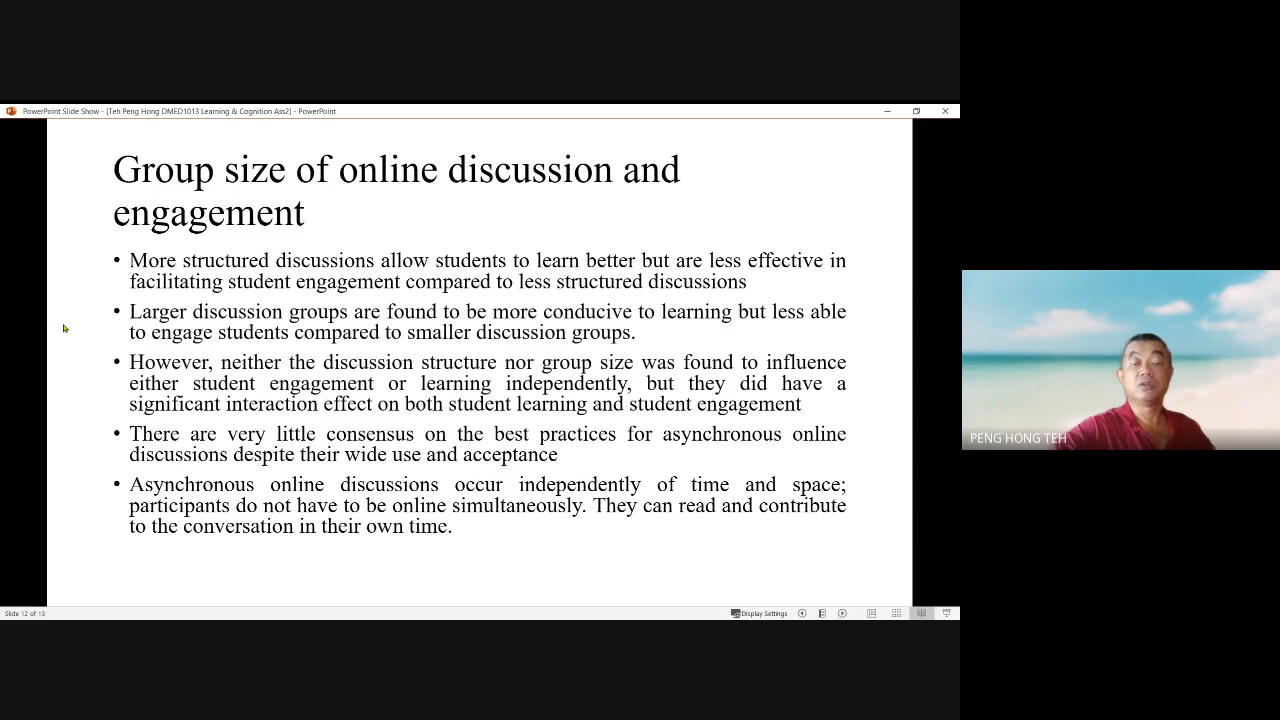 PowerPoint Slide Show - [Teh Peng Hong DMED1013 Learning & Cognition Ass2] - PowerPoint
Group size of online discussion and
engagement
• More structured discussions allow students to learn better but are less effective in
facilitating student engagement compared to less structured discussions
• Larger discussion groups are found to be more conducive to learning but less able
to engage students compared to smaller discussion groups.
• However, neither the discussion stucture nor group size was found to influence
either student engagement or learning independently, but they did have a
significant interaction effect on both student learning and student engagement
• There are very little consensus on the best practices for asynchronous online
discussions despite their wide use and acceptance
• Asynchronous online discussions occur independently of time and space;
participants do not have to be online simultaneously. They can read and contribute
to the conversation in their own time.
Slide 12 of 13
Display Settings
PENG HONG TEH